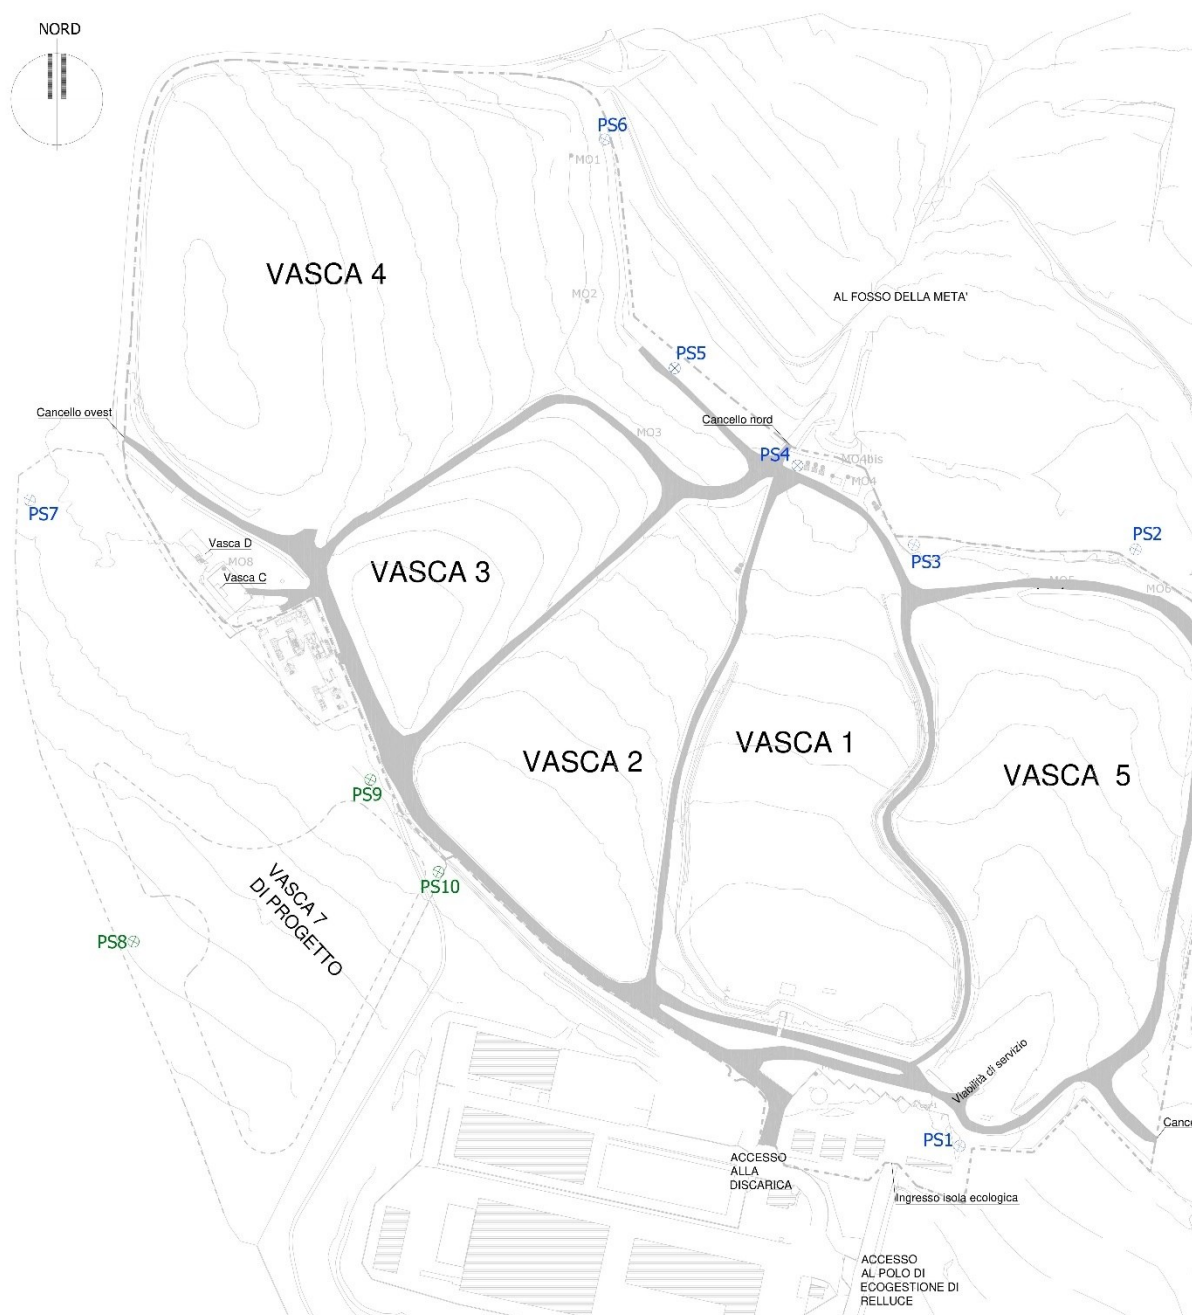 NORD
PS6
MO1
VASCA 4
MO2
AL FOSSO DELLA META'
PS5
Cancello ovest
Cancello nord
MO3
PS4
MO4bis
MO4
PS7
Vasca D
MO8
Vasca C
VASCA 3
PS3
PS2
MO5
MO6
VASCA 2
VASCA 1
VASCA 5
PS9
PS10
VASCA 7
DI PROGETTO
PS8
Viabilità di servizio
PS1
Cance
ACCESSO
ALLA
DISCARICA
Ingresso isola ecologica
ACCESSO
AL POLO DI
ECOGESTIONE DI
RELLUCE